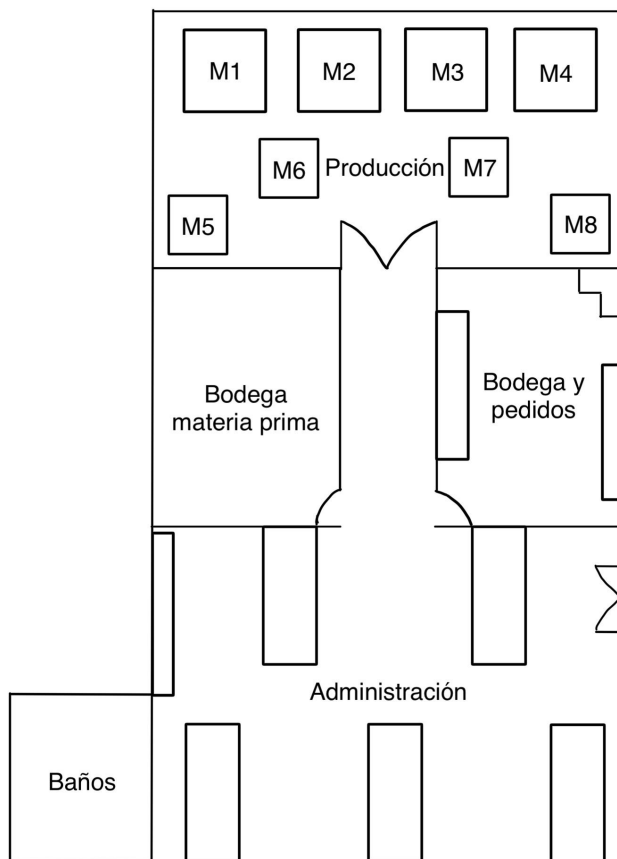 M1
M2
M3
M4
M6
Producción
M7
M5
M8
Bodega
materia prima
Bodega y
pedidos
Administración
Baños